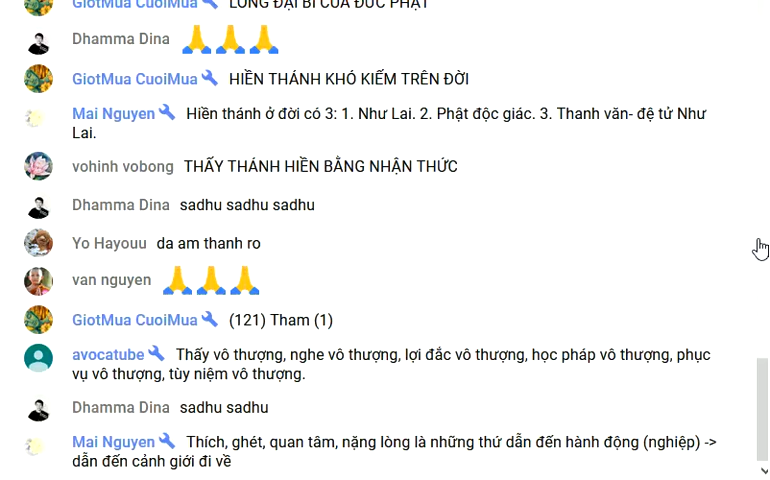 GiotMua CuoiMua LÒNG ĐẠI BI CỦA ĐỨC PHẬT
Dhamma Dina 🙏🙏🙏
GiotMua CuoiMua HIỀN THÁNH KHÓ KIẾM TRÊN ĐỜI
Mai Nguyen Hiền thánh ở đời có 3: 1. Như Lai. 2. Phật độc giác. 3. Thanh văn- đệ tử Như
Lai.
vohinh vobong THẤY THÁNH HIỀN BẰNG NHẬN THỨC
Dhamma Dina sadhu sadhu sadhu
Yo Hayouu da am thanh ro
van nguyen 🙏🙏🙏
GiotMua CuoiMua (121) Tham (1)
avocatube Thấy vô thượng, nghe vô thượng, lợi đắc vô thượng, học pháp vô thượng, phục
vụ vô thượng, tùy niệm vô thượng.
Dhamma Dina sadhu sadhu
Mai Nguyen Thích, ghét, quan tâm, nặng lòng là những thứ dẫn đến hành động (nghiệp) ->
dẫn đến cảnh giới đi về